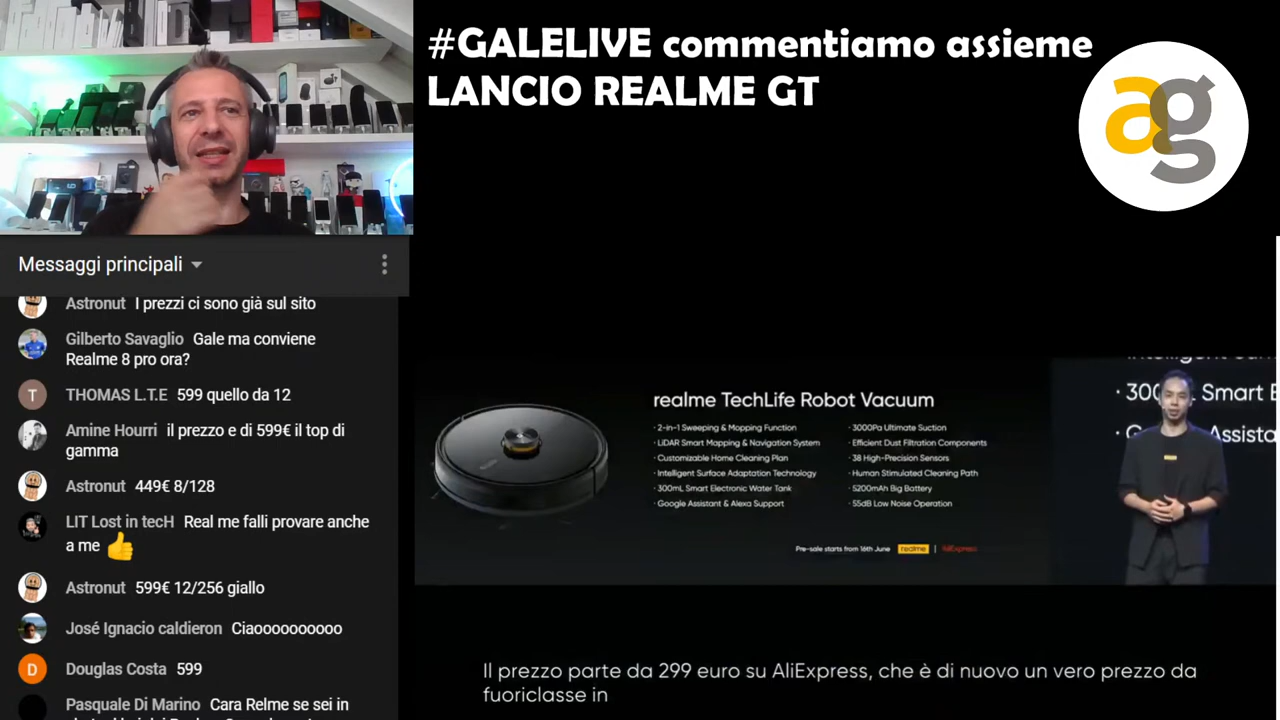 #GALELIVE commentiamo assieme
LANCIO REALME GT
ag
Messaggi principali
Astronut I prezzi ci sono già sul sito
Gilberto Savaglio Gale ma conviene
Realme 8 pro ora?
T THOMAS L.T.E 599 quello da 12
Amine Hourri il prezzo e di 599€ il top di
gamma
Astronut 449€ 8/128
LIT Lost in tecH Real me falli provare anche
a me 👍
Astronut 599€ 12/256 giallo
José Ignacio caldieron Ciaoooooooooo
D Douglas Costa 599
Pasquale Di Marino Cara Relme se sei in
realme TechLife Robot Vacuum
· 2-in-1 Sweeping & Mopping Function
· LiDAR Smart Mapping & Navigation System
· Customizable Home Cleaning Plan
· Intelligent Surface Adaptation Technology
· 300mL Smart Electronic Water Tank
· Google Assistant & Alexa Support
· 3000Pa Ultimate Suction
· Efficient Dust Filtration Components
· 38 High-Precision Sensors
· Human Stimulated Cleaning Path
· 5200mAh Big Battery
· 55dB Low Noise Operation
Pre-sale starts from 16th June realme | AliExpress
· 300 Smart E
Assista
Il prezzo parte da 299 euro su AliExpress, che è di nuovo un vero prezzo da
fuoriclasse in